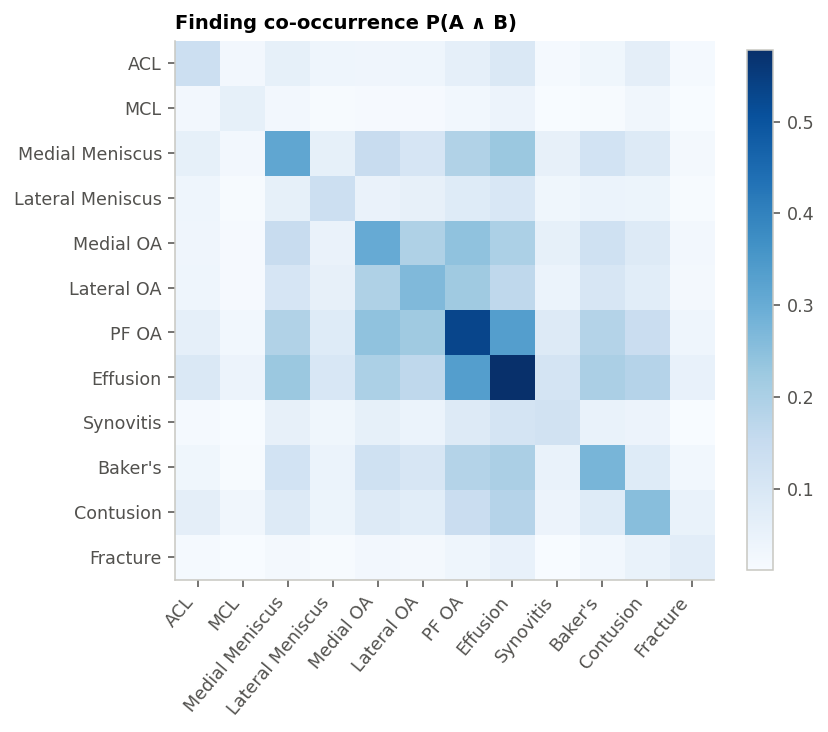 Finding co-occurrence P(A ∧ B)
ACL
MCL
Medial Meniscus
Lateral Meniscus
Medial OA
Lateral OA
PF OA
Effusion
Synovitis
Baker's
Contusion
Fracture
0.5
0.4
0.3
0.2
0.1
ACL
MCL
Medial Meniscus
Lateral Meniscus
Medial OA
Lateral OA
PF OA
Effusion
Synovitis
Baker's
Contusion
Fracture